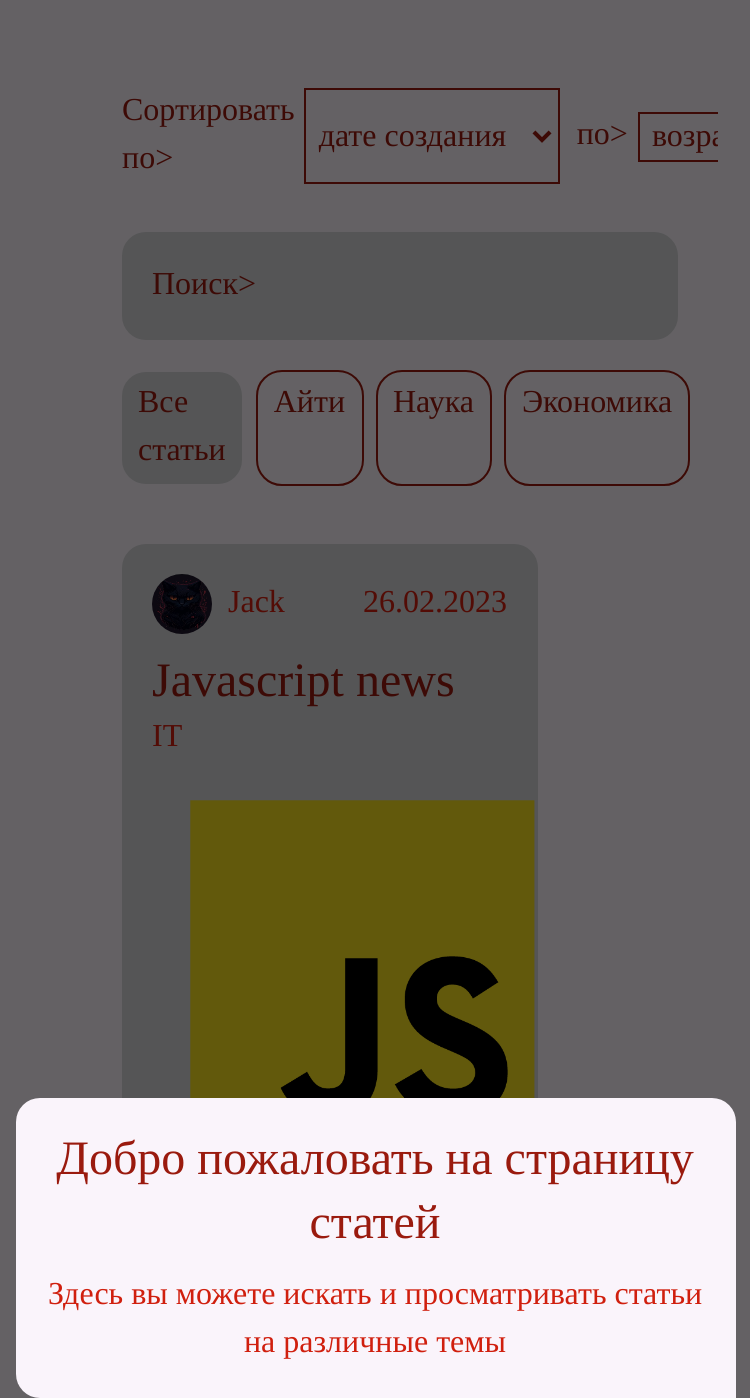 Сортировать
по>
дате создания
по>
возра
Поиск>
Все
статьи
Айти
Наука
Экономика
Jack
26.02.2023
Javascript news
IT
JS
Добро пожаловать на страницу
статей
Здесь вы можете искать и просматривать статьи
на различные темы